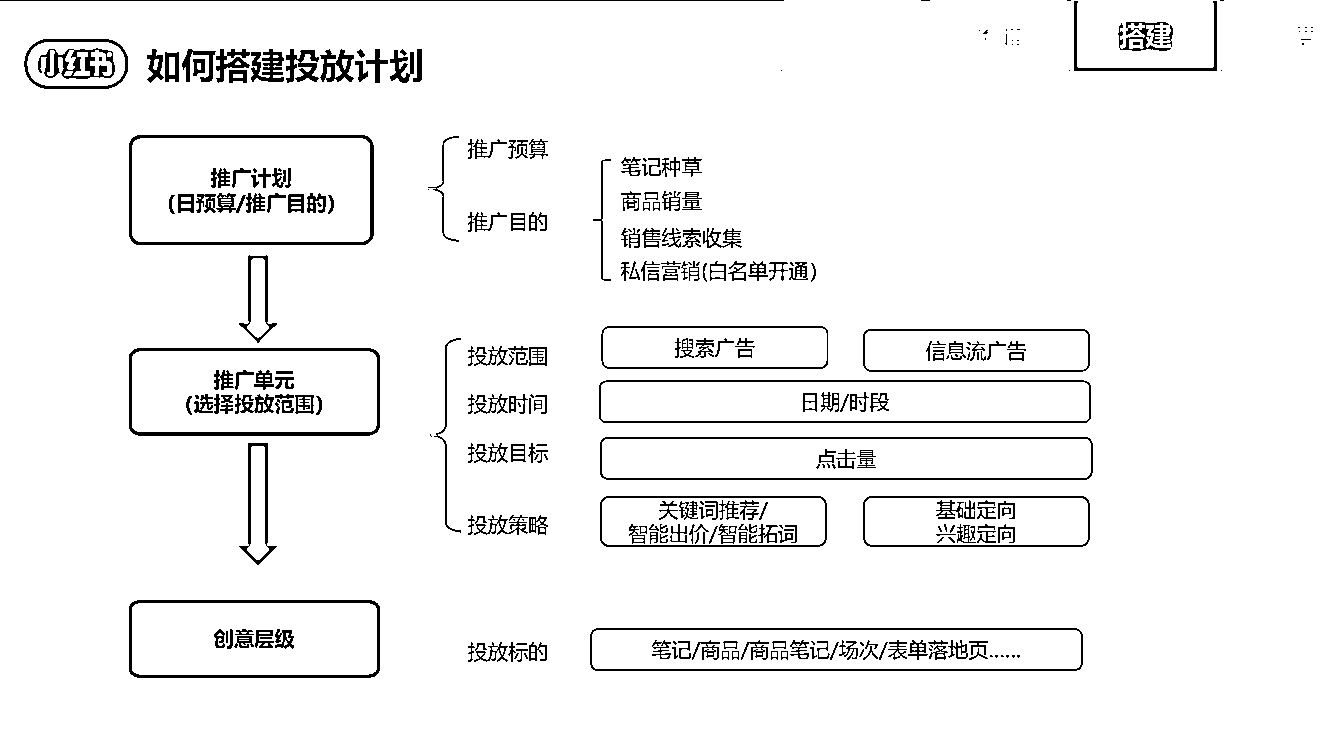 搭建
小红书 如何搭建投放计划
推广计划
(日预算/推广目的)
推广预算
推广目的
笔记种草
商品销量
销售线索收集
私信营销(白名单开通)
推广单元
(选择投放范围)
投放范围
搜索广告
信息流广告
投放时间
日期/时段
投放目标
点击量
投放策略
关键词推荐/
智能出价/智能拓词
基础定向
兴趣定向
创意层级
投放标的
笔记/商品/商品笔记/场次/表单落地页......